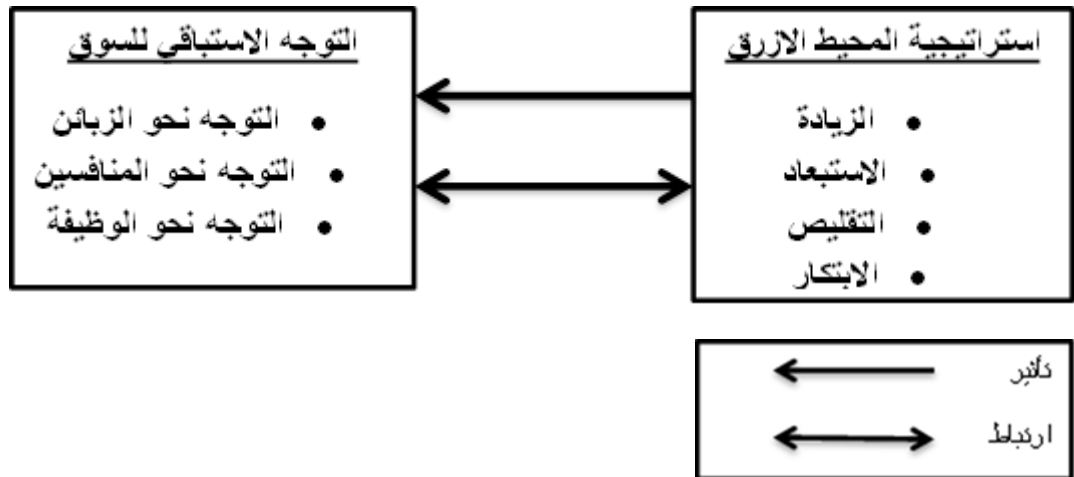 استراتيجية المحيط الازرق
• الزيادة
• الاستبعاد
• التقليص
• الابتكار
التوجه الاستباقي للسوق
• التوجه نحو الزبائن
• التوجه نحو المنافسين
• التوجه نحو الوظيفة
تأثير
ارتباط